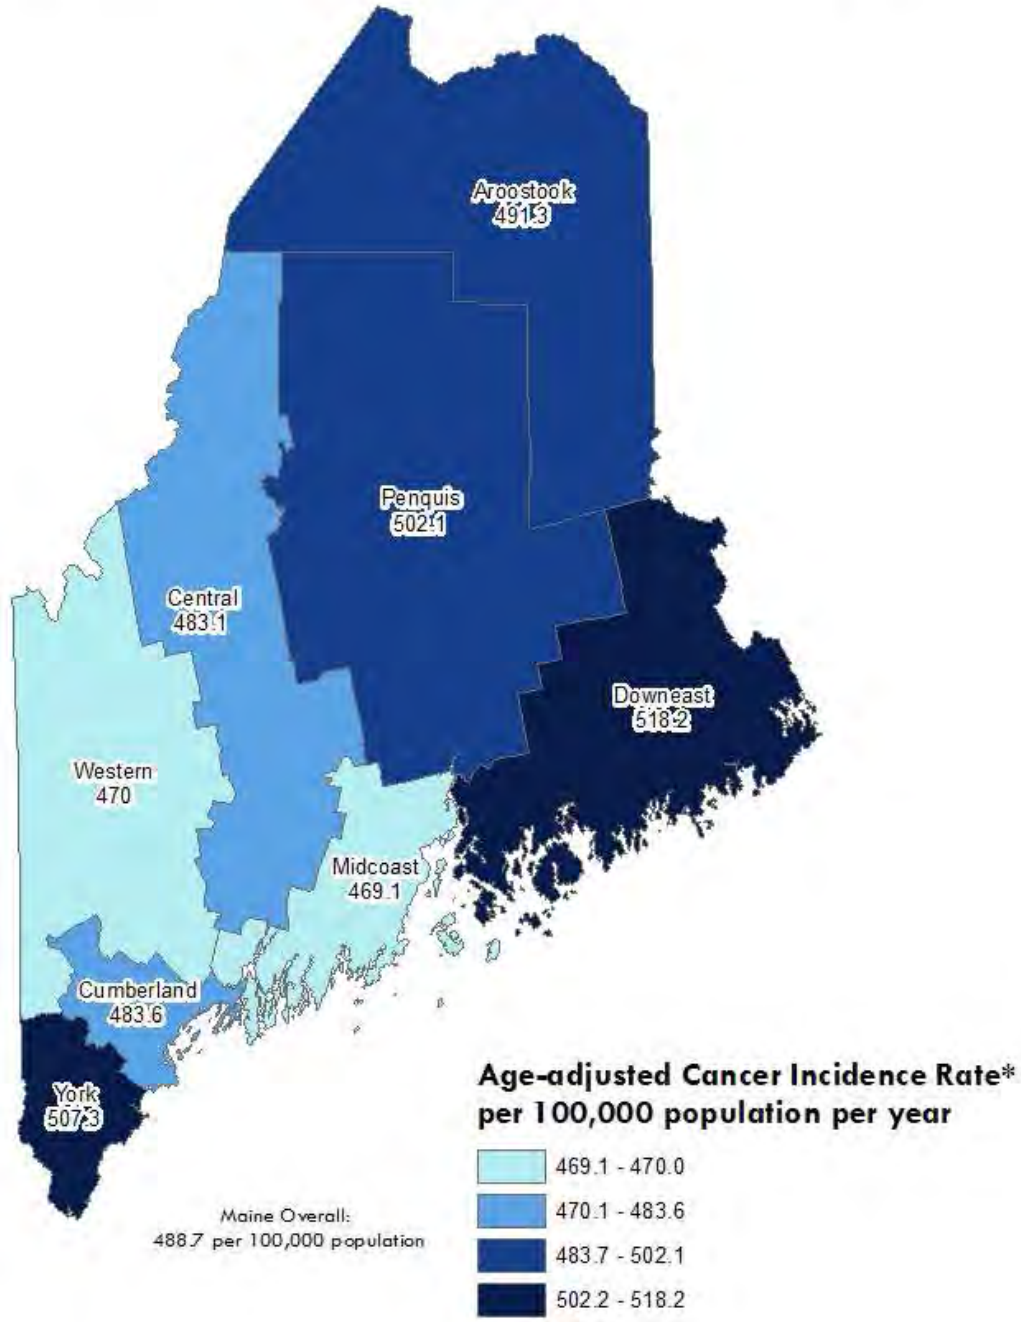 Aroostook
491.3
Penquis
502.1
Central
483.1
Downeast
518.2
Western
470
Midcoast
469.1
Cumberland
483.6
York
507.3
Age-adjusted Cancer Incidence Rate*
per 100,000 population per year
469.1 - 470.0
470.1 - 483.6
483.7 - 502.1
502.2 - 518.2
Maine Overall:
488.7 per 100,000 population